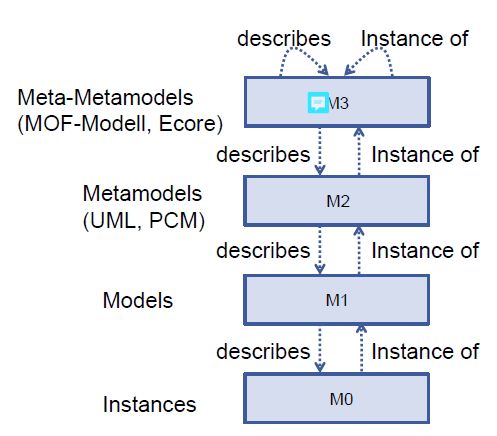 describes Instance of
Meta-Metamodels
(MOF-Modell, Ecore)
M3
describes Instance of
Metamodels
(UML, PCM)
M2
describes Instance of
Models
M1
describes Instance of
Instances
M0